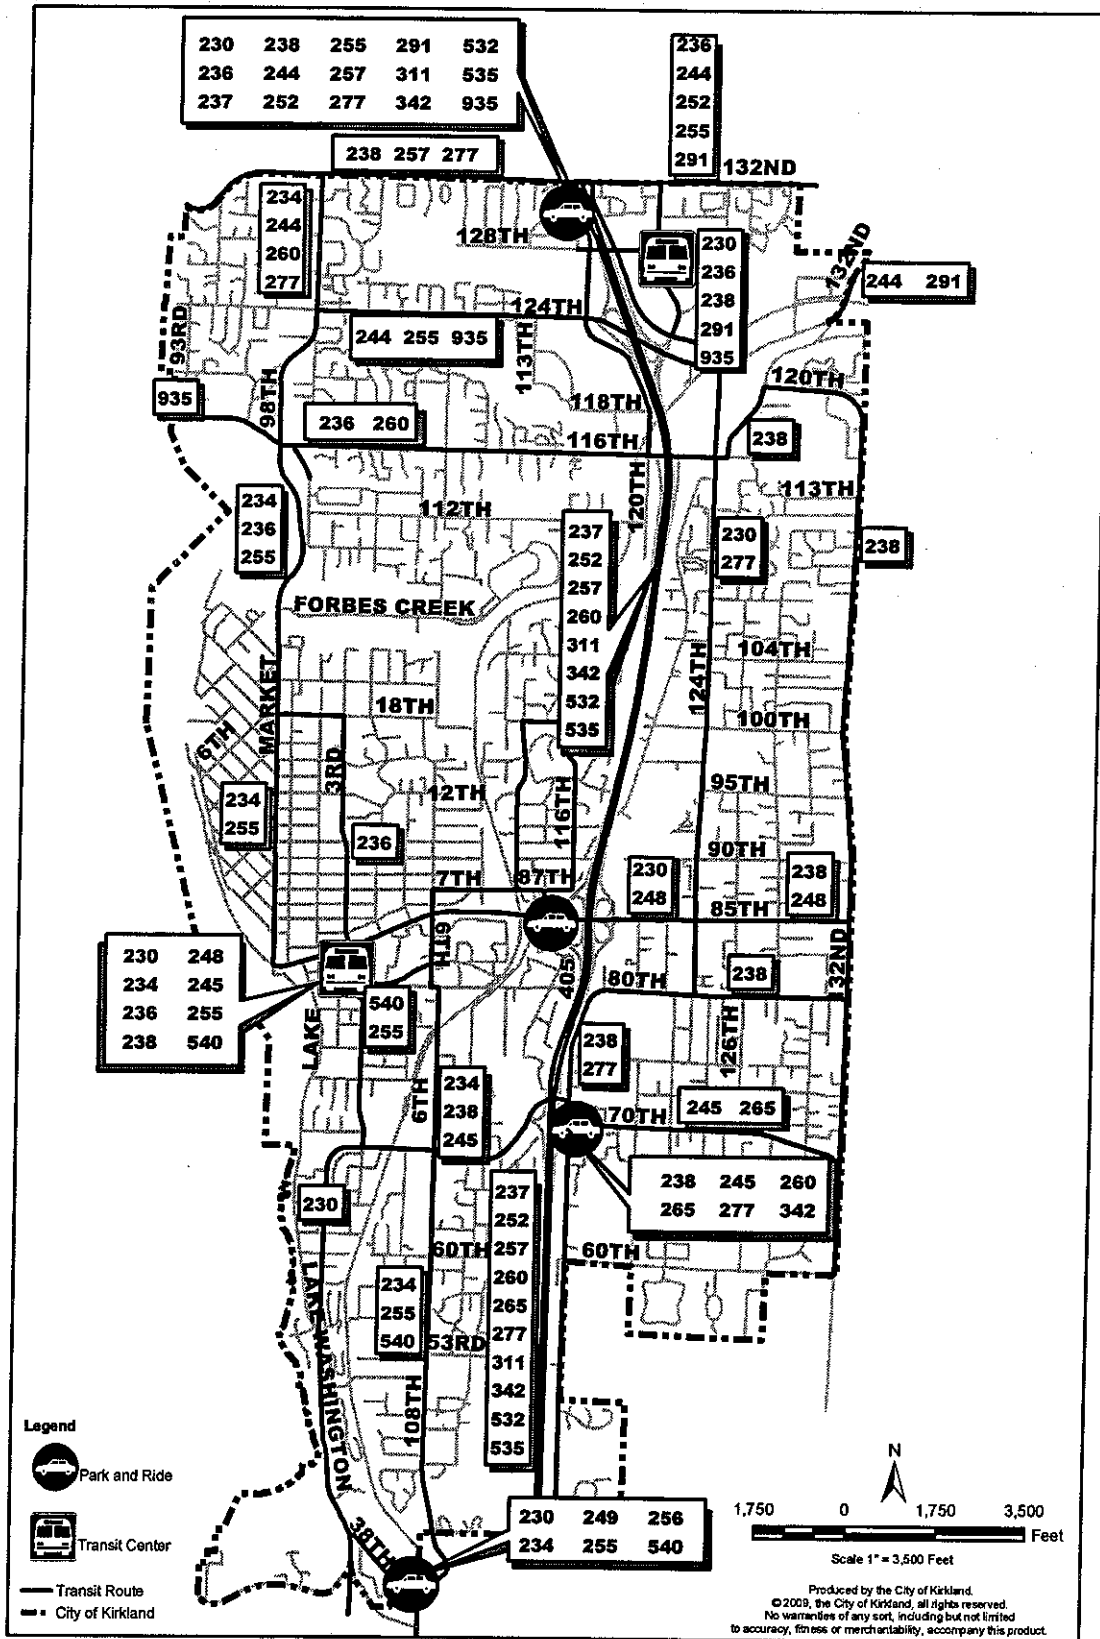 230 238 255 291 532
236 244 257 311 535
237 252 277 342 935
236
244
252
255
291
238 257 277
132ND
234
244
260
277
128TH
230
236
238
291
935
132ND
244 291
93RD
124TH
244 255 935
113TH
120TH
935
98TH
118TH
236 260
116TH
238
120TH
113TH
234
236
255
112TH
237
252
257
260
311
342
532
535
230
277
238
FORBES CREEK
104TH
124TH
MARKET
6TH
18TH
100TH
3RD
12TH
95TH
116TH
234
255
236
90TH
230
248
238
248
7TH
87TH
85TH
6TH
132ND
230 248
234 245
236 255
238 540
405
80TH
238
540
255
LAKE
238
277
126TH
6TH
234
238
245
70TH
245 265
238 245 260
265 277 342
230
237
252
257
260
265
277
311
342
532
535
60TH
60TH
234
255
540
53RD
LAKE WASHINGTON
108TH
38TH
230 249 256
234 255 540
Legend
Park and Ride
Transit Center
Transit Route
City of Kirkland
N
1,750 0 1,750 3,500
Feet
Scale 1" = 3,500 Feet
Produced by the City of Kirkland.
© 2009, the City of Kirkland, all rights reserved.
No warranties of any sort, including but not limited
to accuracy, fitness or merchantability, accompany this product.